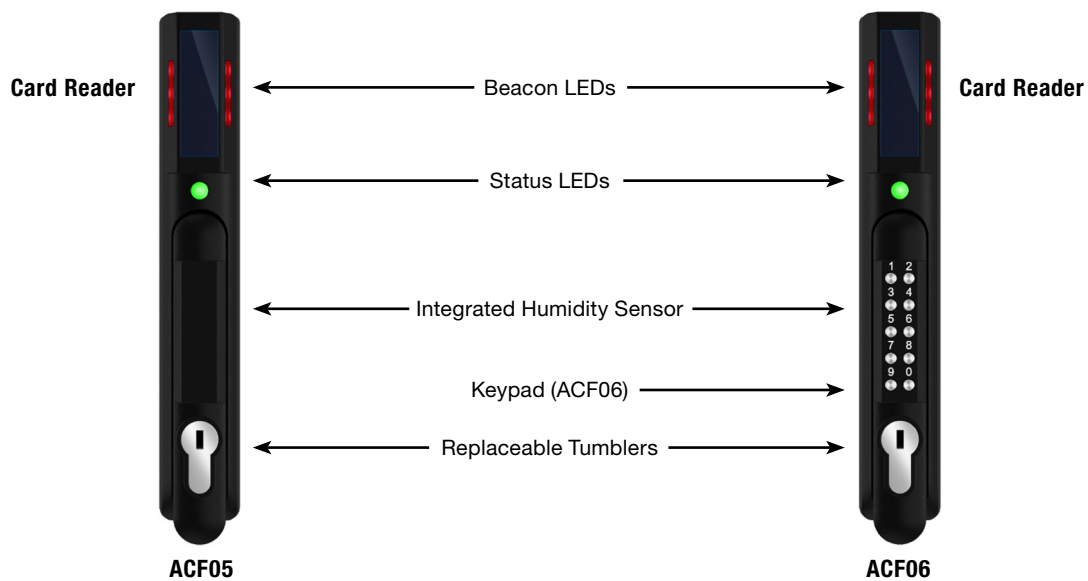 Card Reader
Beacon LEDs
Card Reader
Status LEDs
1 2
3 4
Integrated Humidity Sensor
5 6
7 8
Keypad (ACF06)
9 0
Replaceable Tumblers
ACF05
ACF06